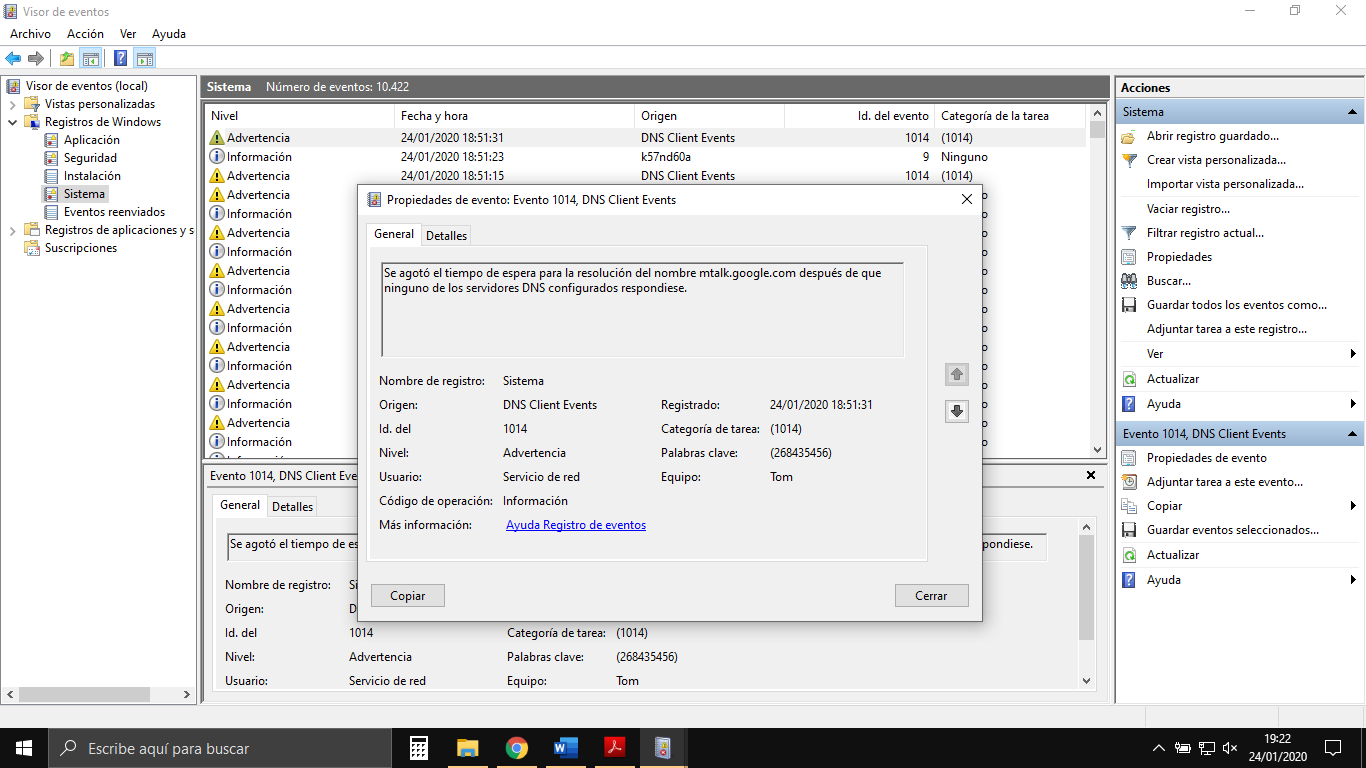 Visor de eventos
Archivo Acción Ver Ayuda
Visor de eventos (local)
Vistas personalizadas
Registros de Windows
Aplicación
Seguridad
Instalación
Sistema
Eventos reenviados
Registros de aplicaciones y s
Suscripciones
Sistema Número de eventos: 10.422
Nivel Fecha y hora Origen Id. del evento Categoría de la tarea
Advertencia 24/01/2020 18:51:31 DNS Client Events 1014 (1014)
Información 24/01/2020 18:51:23 k57nd60a 9 Ninguno
Advertencia 24/01/2020 18:51:15 DNS Client Events 1014 (1014)
Advertencia
Información
Advertencia
Información
Advertencia
Información
Advertencia
Información
Advertencia
Información
Advertencia
Información
Advertencia
Información
Propiedades de evento: Evento 1014, DNS Client Events
General Detalles
Se agotó el tiempo de espera para la resolución del nombre mtalk.google.com después de que
ninguno de los servidores DNS configurados respondiese.
Nombre de registro: Sistema
Origen: DNS Client Events Registrado: 24/01/2020 18:51:31
Id. del 1014 Categoría de tarea: (1014)
Nivel: Advertencia Palabras clave: (268435456)
Usuario: Servicio de red Equipo: Tom
Código de operación: Información
Más información: Ayuda Registro de eventos
Copiar Cerrar
Evento 1014, DNS Client Eve
General Detalles
Se agotó el tiempo de es pondiese.
Nombre de registro: Si
Origen: D
Id. del 1014 Categoría de tarea: (1014)
Nivel: Advertencia Palabras clave: (268435456)
Usuario: Servicio de red Equipo: Tom
Acciones
Sistema
Abrir registro guardado...
Crear vista personalizada...
Importar vista personalizada...
Vaciar registro...
Filtrar registro actual...
Propiedades
Buscar...
Guardar todos los eventos como...
Adjuntar tarea a este registro...
Ver
Actualizar
Ayuda
Evento 1014, DNS Client Events
Propiedades de evento
Adjuntar tarea a este evento...
Copiar
Guardar eventos seleccionados...
Actualizar
Ayuda
Escribe aquí para buscar
19:22
24/01/2020